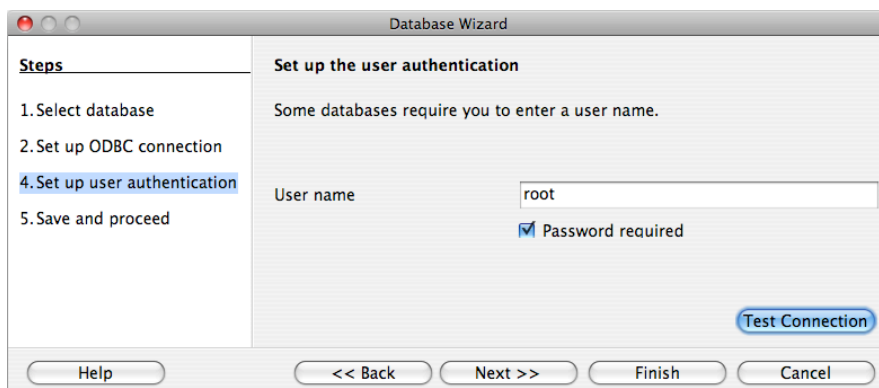 Database Wizard
Steps
1. Select database
2. Set up ODBC connection
4. Set up user authentication
5. Save and proceed
Set up the user authentication
Some databases require you to enter a user name.
User name
root
Password required
Test Connection
Help
<< Back
Next >>
Finish
Cancel